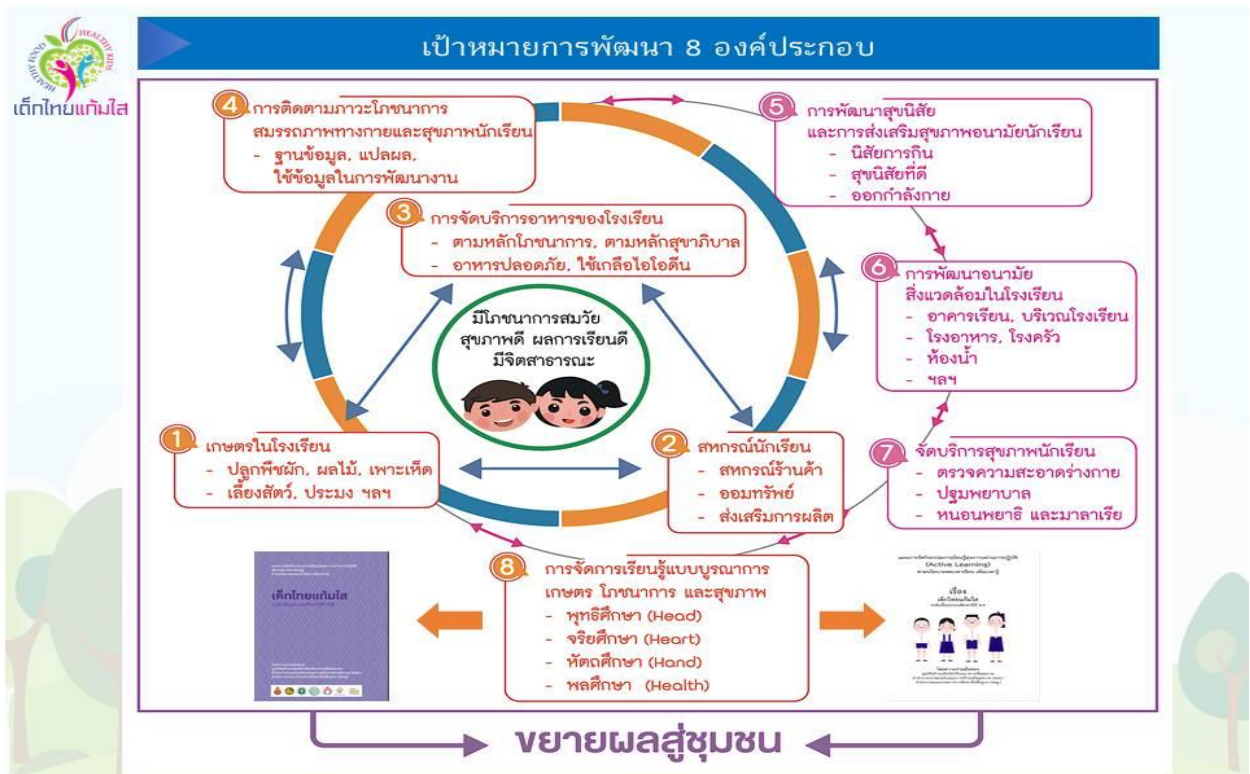 HEALTHY FOOD HEALTHY KIDS
เด็กไทยแก้มใส
เป้าหมายการพัฒนา 8 องค์ประกอบ
4 การติดตามภาวะโภชนาการ
สมรรถภาพทางกายและสุขภาพนักเรียน
- ฐานข้อมูล, แปลผล,
ใช้ข้อมูลในการพัฒนางาน
5 การพัฒนาสุขนิสัย
และการส่งเสริมสุขภาพอนามัยนักเรียน
- นิสัยการกิน
- สุขนิสัยที่ดี
- ออกกำลังกาย
3 การจัดบริการอาหารของโรงเรียน
- ตามหลักโภชนาการ, ตามหลักสุขาภิบาล
- อาหารปลอดภัย, ใช้เกลือไอโอดีน
6 การพัฒนาอนามัย
สิ่งแวดล้อมในโรงเรียน
- อาคารเรียน, บริเวณโรงเรียน
- โรงอาหาร, โรงครัว
- ห้องน้ำ
- ฯลฯ
มีโภชนาการสมวัย
สุขภาพดี ผลการเรียนดี
มีจิตสาธารณะ
1 เกษตรในโรงเรียน
- ปลูกพืชผัก, ผลไม้, เพาะเห็ด
- เลี้ยงสัตว์, ประมง ฯลฯ
2 สหกรณ์นักเรียน
- สหกรณ์ร้านค้า
- ออมทรัพย์
- ส่งเสริมการผลิต
7 จัดบริการสุขภาพนักเรียน
- ตรวจความสะอาดร่างกาย
- ปฐมพยาบาล
- หนอนพยาธิ และมาลาเรีย
8 การจัดการเรียนรู้แบบบูรณาการ
เกษตร โภชนาการ และสุขภาพ
- พุทธิศึกษา (Head)
- จริยศึกษา (Heart)
- หัตถศึกษา (Hand)
- พลศึกษา (Health)
เด็กไทยแก้มใส
(Active Learning)
เรื่อง
เด็กไทยแก้มใส
ขยายผลสู่ชุมชน